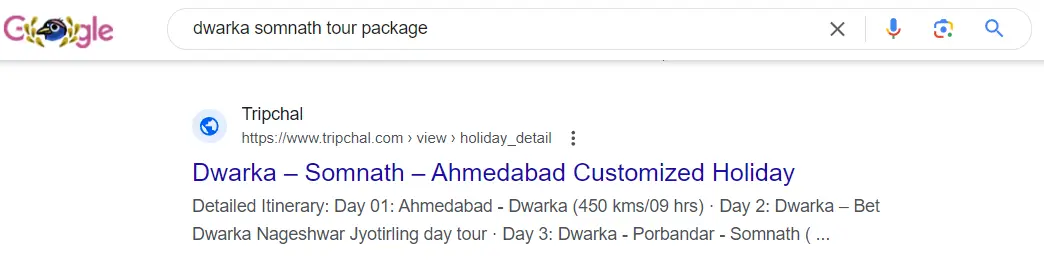 Google
dwarka somnath tour package
Tripchal
https://www.tripchal.com › view › holiday_detail
Dwarka – Somnath – Ahmedabad Customized Holiday
Detailed Itinerary: Day 01: Ahmedabad - Dwarka (450 kms/09 hrs) · Day 2: Dwarka – Bet
Dwarka Nageshwar Jyotirling day tour · Day 3: Dwarka - Porbandar - Somnath ( ...